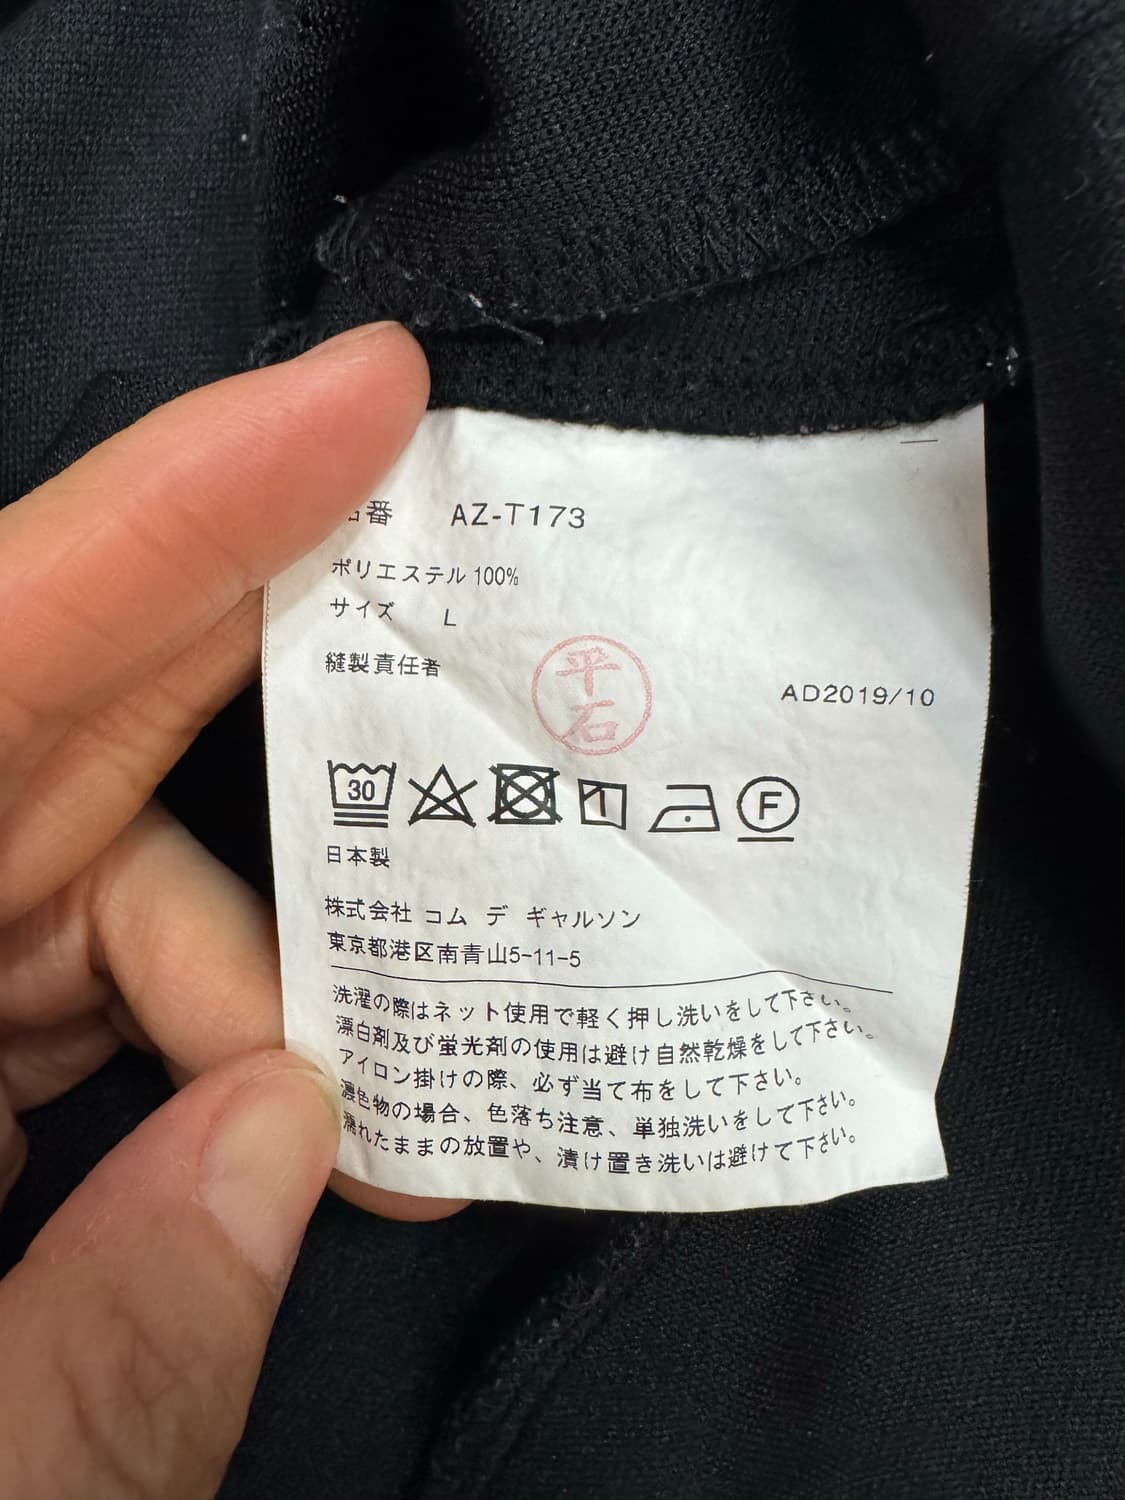 番 AZ-T173
ポリエステル 100%
サイズ L
縫製責任者
平石
AD2019/10
30
F
日本製
株式会社 コム デ ギャルソン
東京都港区南青山5-11-5
洗濯の際はネット使用で軽く押し洗いをして下さい。
漂白剤及び蛍光剤の使用は避け自然乾燥をして下さい。
アイロン掛けの際、必ず当て布をして下さい。
濃色物の場合、色落ち注意、単独洗いをして下さい。
濡れたままの放置や、漬け置き洗いは避けて下さい。